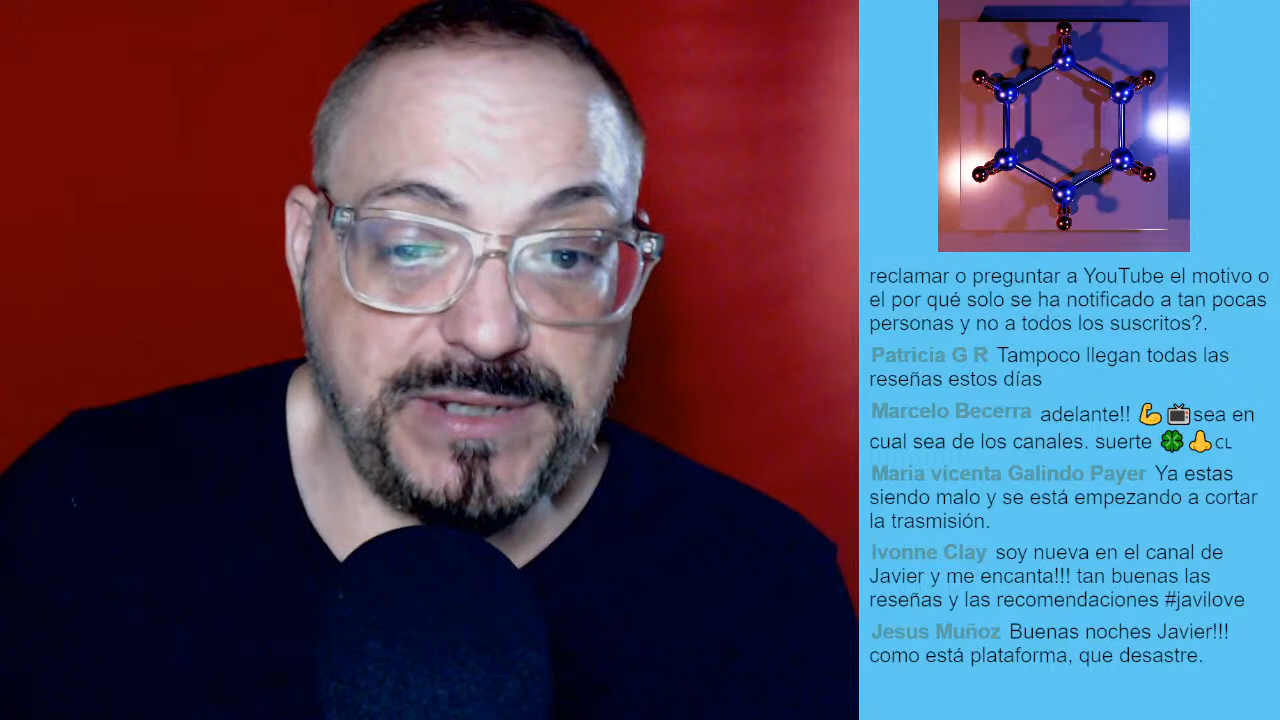 reclamar o preguntar a YouTube el motivo o
el por qué solo se ha notificado a tan pocas
personas y no a todos los suscritos?.
Patricia G R Tampoco llegan todas las
reseñas estos días
Marcelo Becerra adelante!! 💪📺sea en
cual sea de los canales. suerte 🍀👃CL
Maria vicenta Galindo Payer Ya estas
siendo malo y se está empezando a cortar
la trasmisión.
Ivonne Clay soy nueva en el canal de
Javier y me encanta!!! tan buenas las
reseñas y las recomendaciones #javilove
Jesus Muñoz Buenas noches Javier!!!
como está plataforma, que desastre.